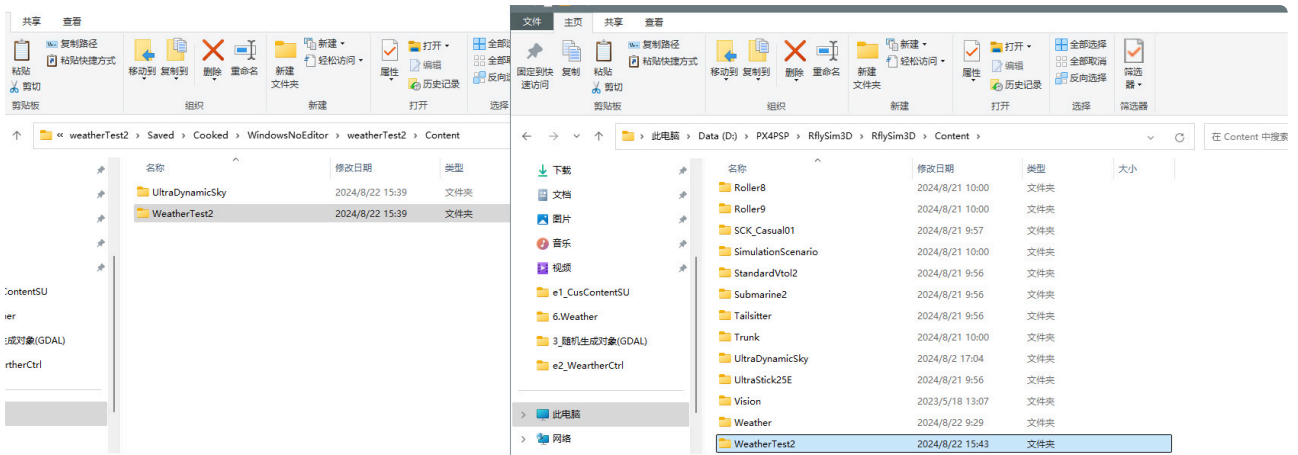 共享 查看
复制路径
粘贴快捷方式
粘贴
剪切
剪贴板
移动到 复制到 删除 重命名
组织
新建
文件夹
新建
轻松访问
新建
属性
打开
编辑
历史记录
打开
全部
全部
反向
选择
« weatherTest2 › Saved › Cooked › WindowsNoEditor › weatherTest2 › Content
名称 修改日期 类型
UltraDynamicSky 2024/8/22 15:39 文件夹
WeatherTest2 2024/8/22 15:39 文件夹
ContentSU
her
生成对象(GDAL)
rtherCtrl
文件 主页 共享 查看
固定到快
速访问
复制
粘贴
复制路径
粘贴快捷方式
剪切
剪贴板
移动到 复制到 删除 重命名
组织
新建
文件夹
新建
轻松访问
新建
属性
打开
编辑
历史记录
打开
全部选择
全部取消
反向选择
选择
筛选
器
筛选器
› 此电脑 › Data (D:) › PX4PSP › RflySim3D › RflySim3D › Content ›
在 Content 中搜索
下载
文档
图片
音乐
视频
e1_CusContentSU
6.Weather
3_随机生成对象(GDAL)
e2_WeartherCtrl
此电脑
网络
名称 修改日期 类型 大小
Roller8 2024/8/21 10:00 文件夹
Roller9 2024/8/21 10:00 文件夹
SCK_Casual01 2024/8/21 9:57 文件夹
SimulationScenario 2024/8/21 10:00 文件夹
StandardVtol2 2024/8/21 9:56 文件夹
Submarine2 2024/8/21 9:56 文件夹
Tailsitter 2024/8/21 9:56 文件夹
Trunk 2024/8/21 10:00 文件夹
UltraDynamicSky 2024/8/2 17:04 文件夹
UltraStick25E 2024/8/21 9:56 文件夹
Vision 2023/5/18 13:07 文件夹
Weather 2024/8/22 9:29 文件夹
WeatherTest2 2024/8/22 15:43 文件夹